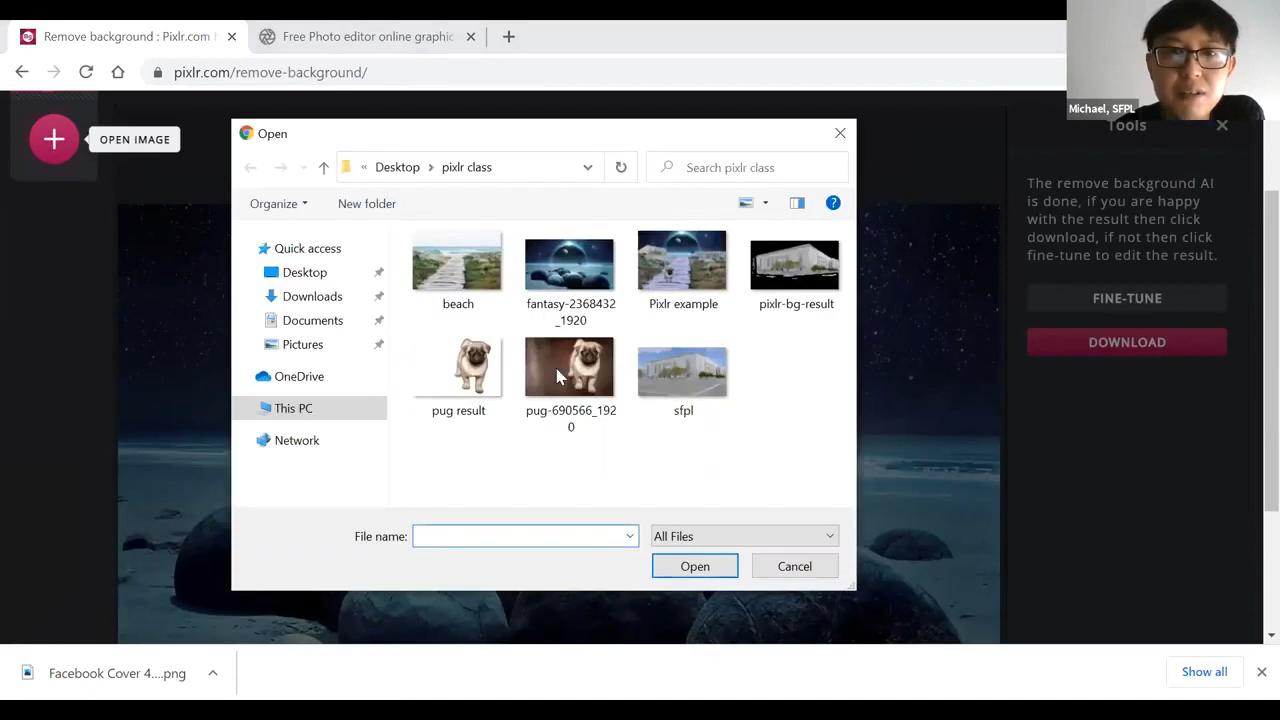 Remove background : Pixlr.com
Free Photo editor online graphic
pixlr.com/remove-background/
Michael, SFPL
OPEN IMAGE
Open
« Desktop > pixlr class
Search pixlr class
Organize
New folder
Quick access
Desktop
Downloads
Documents
Pictures
OneDrive
This PC
Network
beach
fantasy-2368432
_1920
Pixlr example
pixlr-bg-result
pug result
pug-690566_192
0
sfpl
File name:
All Files
Open
Cancel
Tools
The remove background AI
is done, if you are happy
with the result then click
download, if not then click
fine-tune to edit the result.
FINE-TUNE
DOWNLOAD
Facebook Cover 4....png
Show all